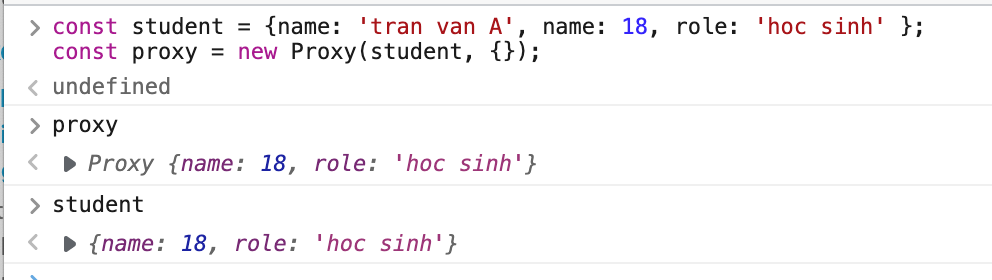 const student = {name: 'tran van A', name: 18, role: 'hoc sinh' };
const proxy = new Proxy(student, {});
undefined
proxy
Proxy {name: 18, role: 'hoc sinh'}
student
{name: 18, role: 'hoc sinh'}